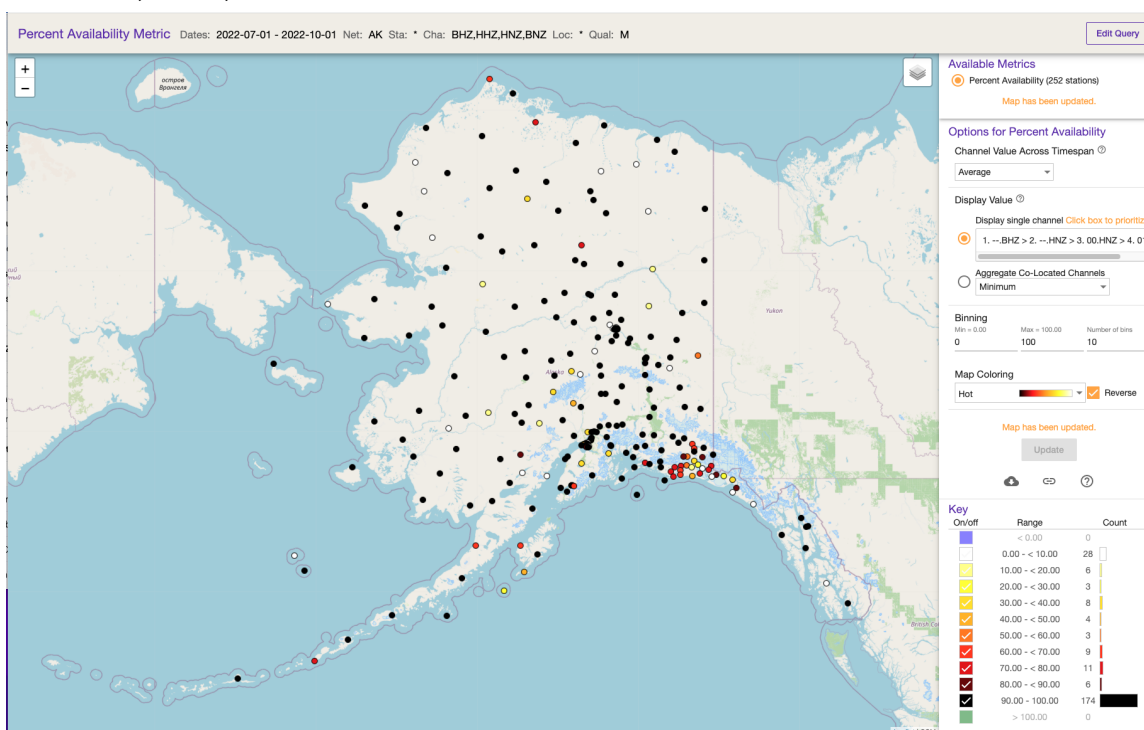 Percent Availability Metric Dates: 2022-07-01 - 2022-10-01 Net: AK Sta: * Cha: BHZ,HHZ,HNZ,BNZ Loc: * Qual: M
Edit Query
+
−
остров
Врангеля
Yukon
Alaska
British Co
Available Metrics
Percent Availability (252 stations)
Map has been updated.
Options for Percent Availability
Channel Value Across Timespan ?
Average
Display Value ?
Display single channel Click box to prioritiz
1. --.BHZ > 2. --.HNZ > 3. 00.HNZ > 4. 01
Aggregate Co-Located Channels
Minimum
Binning
Min = 0.00 Max = 100.00 Number of bins
0 100 10
Map Coloring
Hot Reverse
Map has been updated.
Update
?
Key
On/off Range Count
< 0.00 0
0.00 - < 10.00 28
10.00 - < 20.00 6
20.00 - < 30.00 3
30.00 - < 40.00 8
40.00 - < 50.00 4
50.00 - < 60.00 3
60.00 - < 70.00 9
70.00 - < 80.00 11
80.00 - < 90.00 6
90.00 - 100.00 174
> 100.00 0